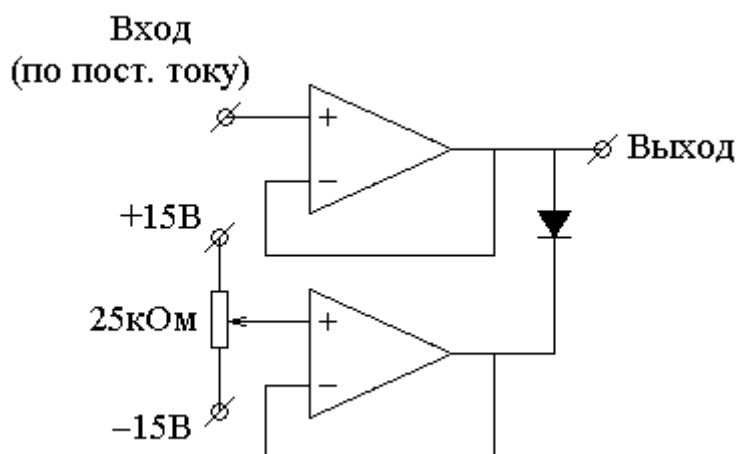 Вход
(по пост. току)
+
−
Выход
+15В
25кОм
+
−
−15В